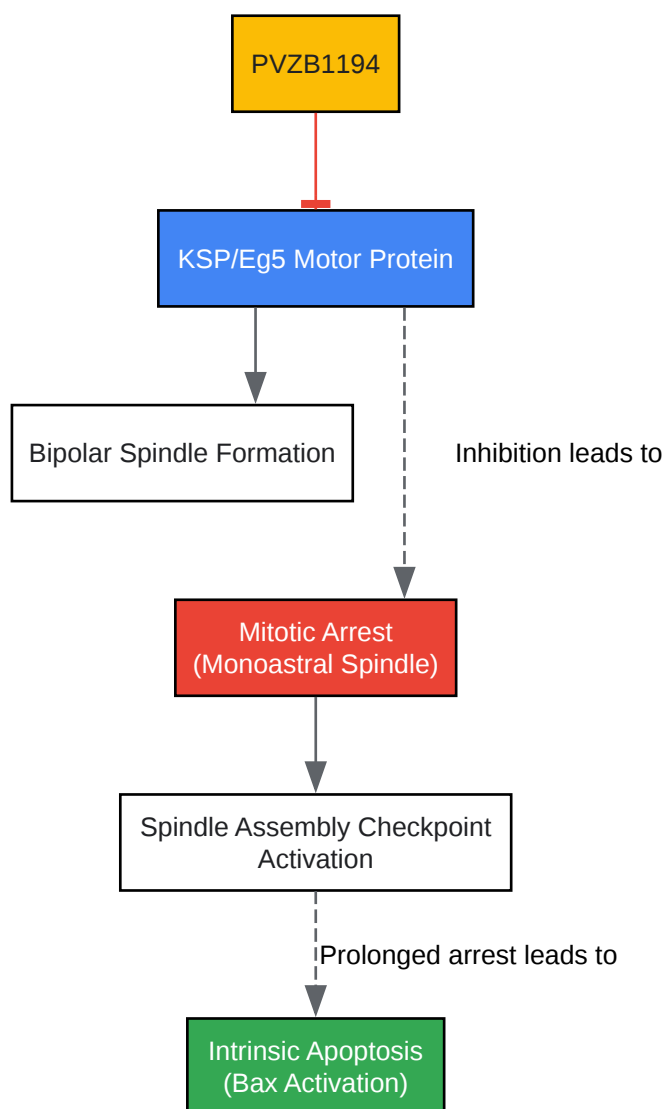 PVZB1194
KSP/Eg5 Motor Protein
Bipolar Spindle Formation
Inhibition leads to
Mitotic Arrest
(Monoastral Spindle)
Spindle Assembly Checkpoint
Activation
Prolonged arrest leads to
Intrinsic Apoptosis
(Bax Activation)